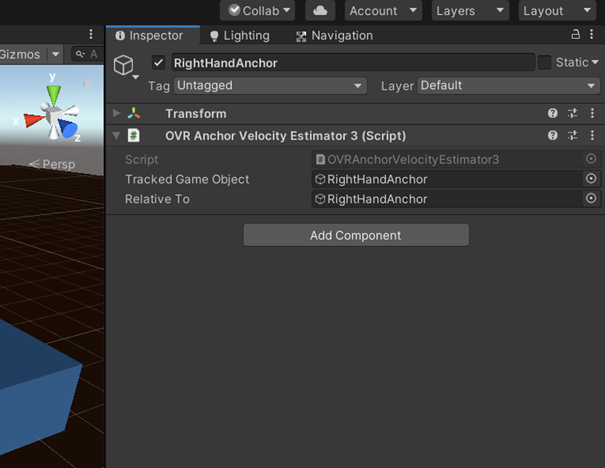 Collab Account Layers Layout
Gizmos A Inspector Lighting Navigation
RightHandAnchor Static
Tag Untagged Layer Default
Transform
OVR Anchor Velocity Estimator 3 (Script)
Script OVRAnchorVelocityEstimator3
Tracked Game Object RightHandAnchor
Relative To RightHandAnchor
Add Component
y
x
z
Persp